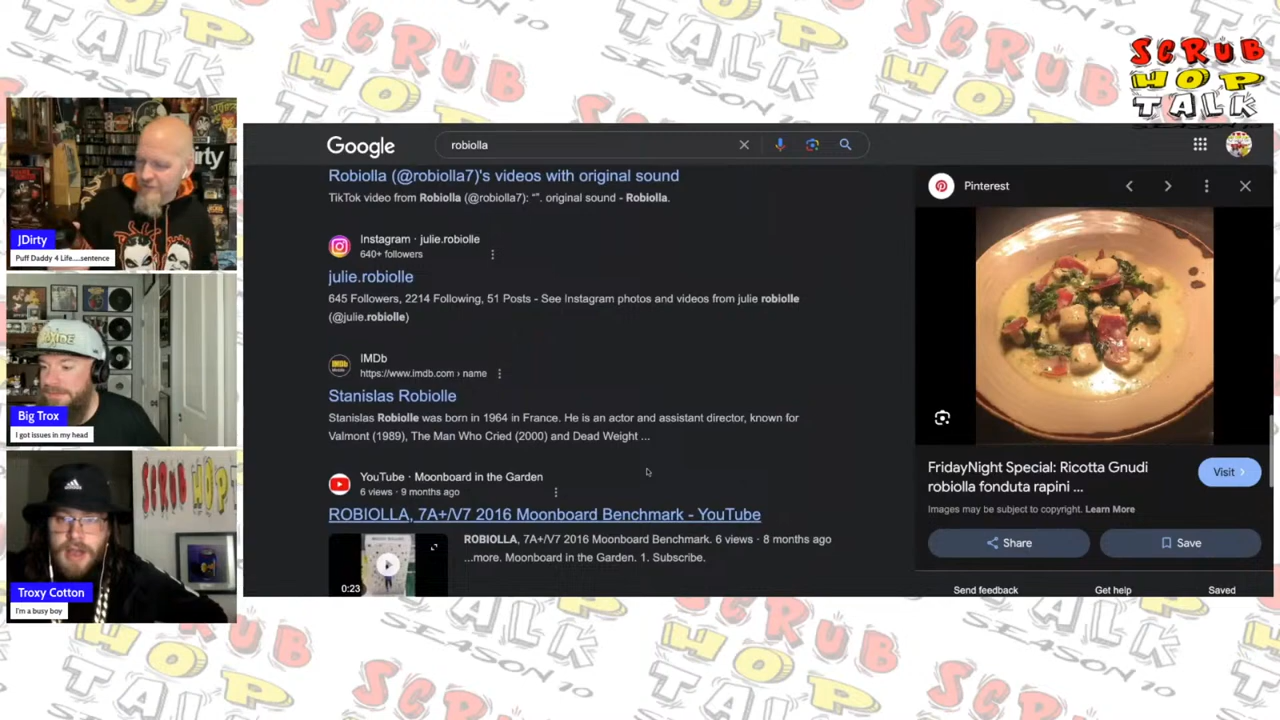 SCRUB
HOP
TALK
Google
robiolla
Robiolla (@robiolla7)'s videos with original sound
TikTok video from Robiolla (@robiolla7): "". original sound - Robiolla.
Instagram · julie.robiolle
640+ followers
julie.robiolle
645 Followers, 2214 Following, 51 Posts - See Instagram photos and videos from julie robiolle
(@julie.robiolle)
IMDb
https://www.imdb.com › name
Stanislas Robiolle
Stanislas Robiolle was born in 1964 in France. He is an actor and assistant director, known for
Valmont (1989), The Man Who Cried (2000) and Dead Weight ...
YouTube · Moonboard in the Garden
6 views · 9 months ago
ROBIOLLA, 7A+/V7 2016 Moonboard Benchmark - YouTube
ROBIOLLA, 7A+/V7 2016 Moonboard Benchmark. 6 views · 8 months ago
...more. Moonboard in the Garden. 1. Subscribe.
0:23
Pinterest
FridayNight Special: Ricotta Gnudi
robiolla fonduta rapini ...
Visit
Images may be subject to copyright. Learn More
Share
Save
Send feedback
Get help
Saved
JDirty
Puff Daddy 4 Life.....sentence
Big Trox
I got issues in my head
SCRUB
HOP
Troxy Cotton
I'm a busy boy
TALK
SEASON 10